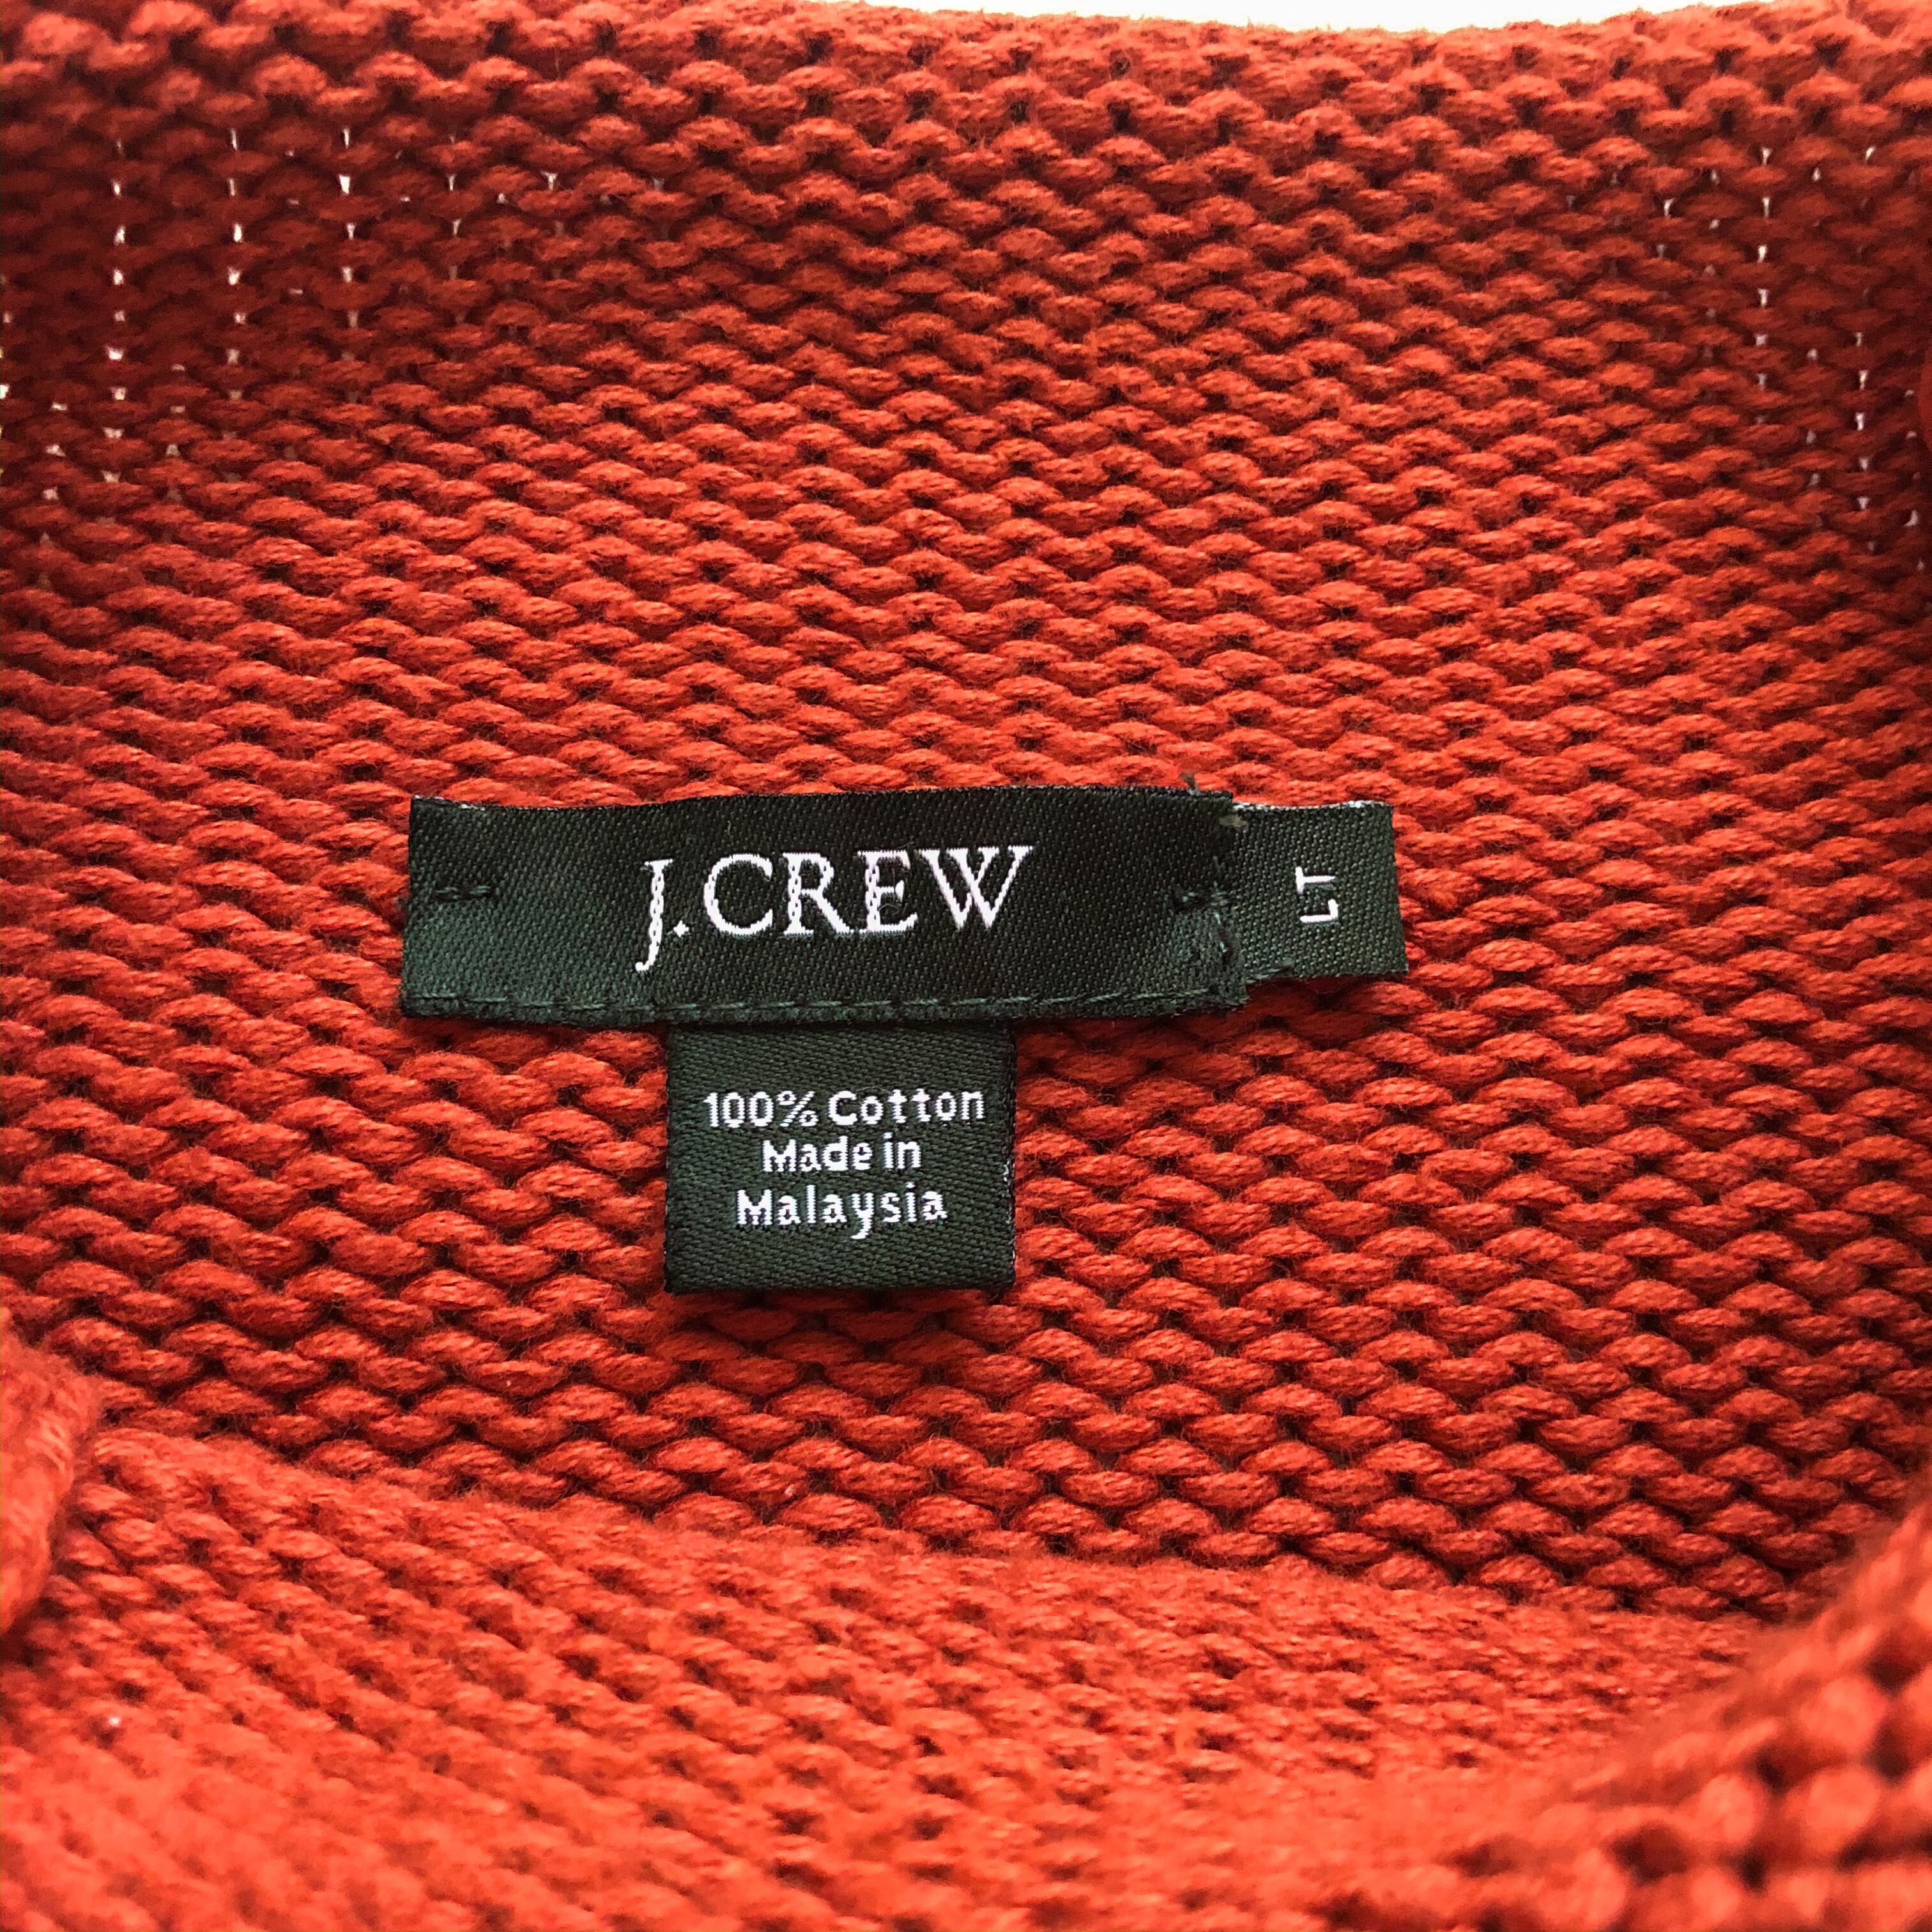 J.CREW
LT
100% Cotton
Made in
Malaysia